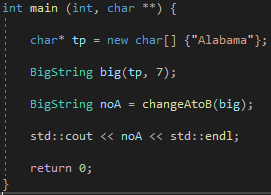 int main (int, char **) {
char* tp = new char[] {"Alabama"};
BigString big(tp, 7);
BigString noA = changeAtoB(big);
std::cout << noA << std::endl;
return 0;
}